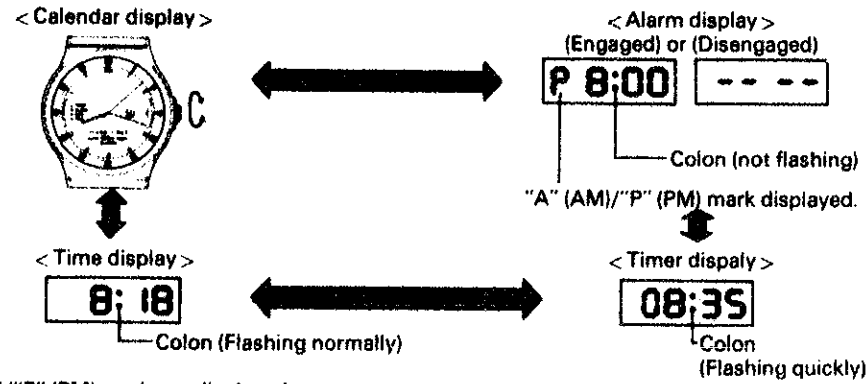 < Calendar display >
< Alarm display >
(Engaged) or (Disengaged)
P 8:00
-- --
C
Colon (not flashing)
"A" (AM)/"P" (PM) mark displayed.
< Time display >
< Timer dispaly >
8:18
08:35
Colon (Flashing normally)
Colon
(Flashing quickly)